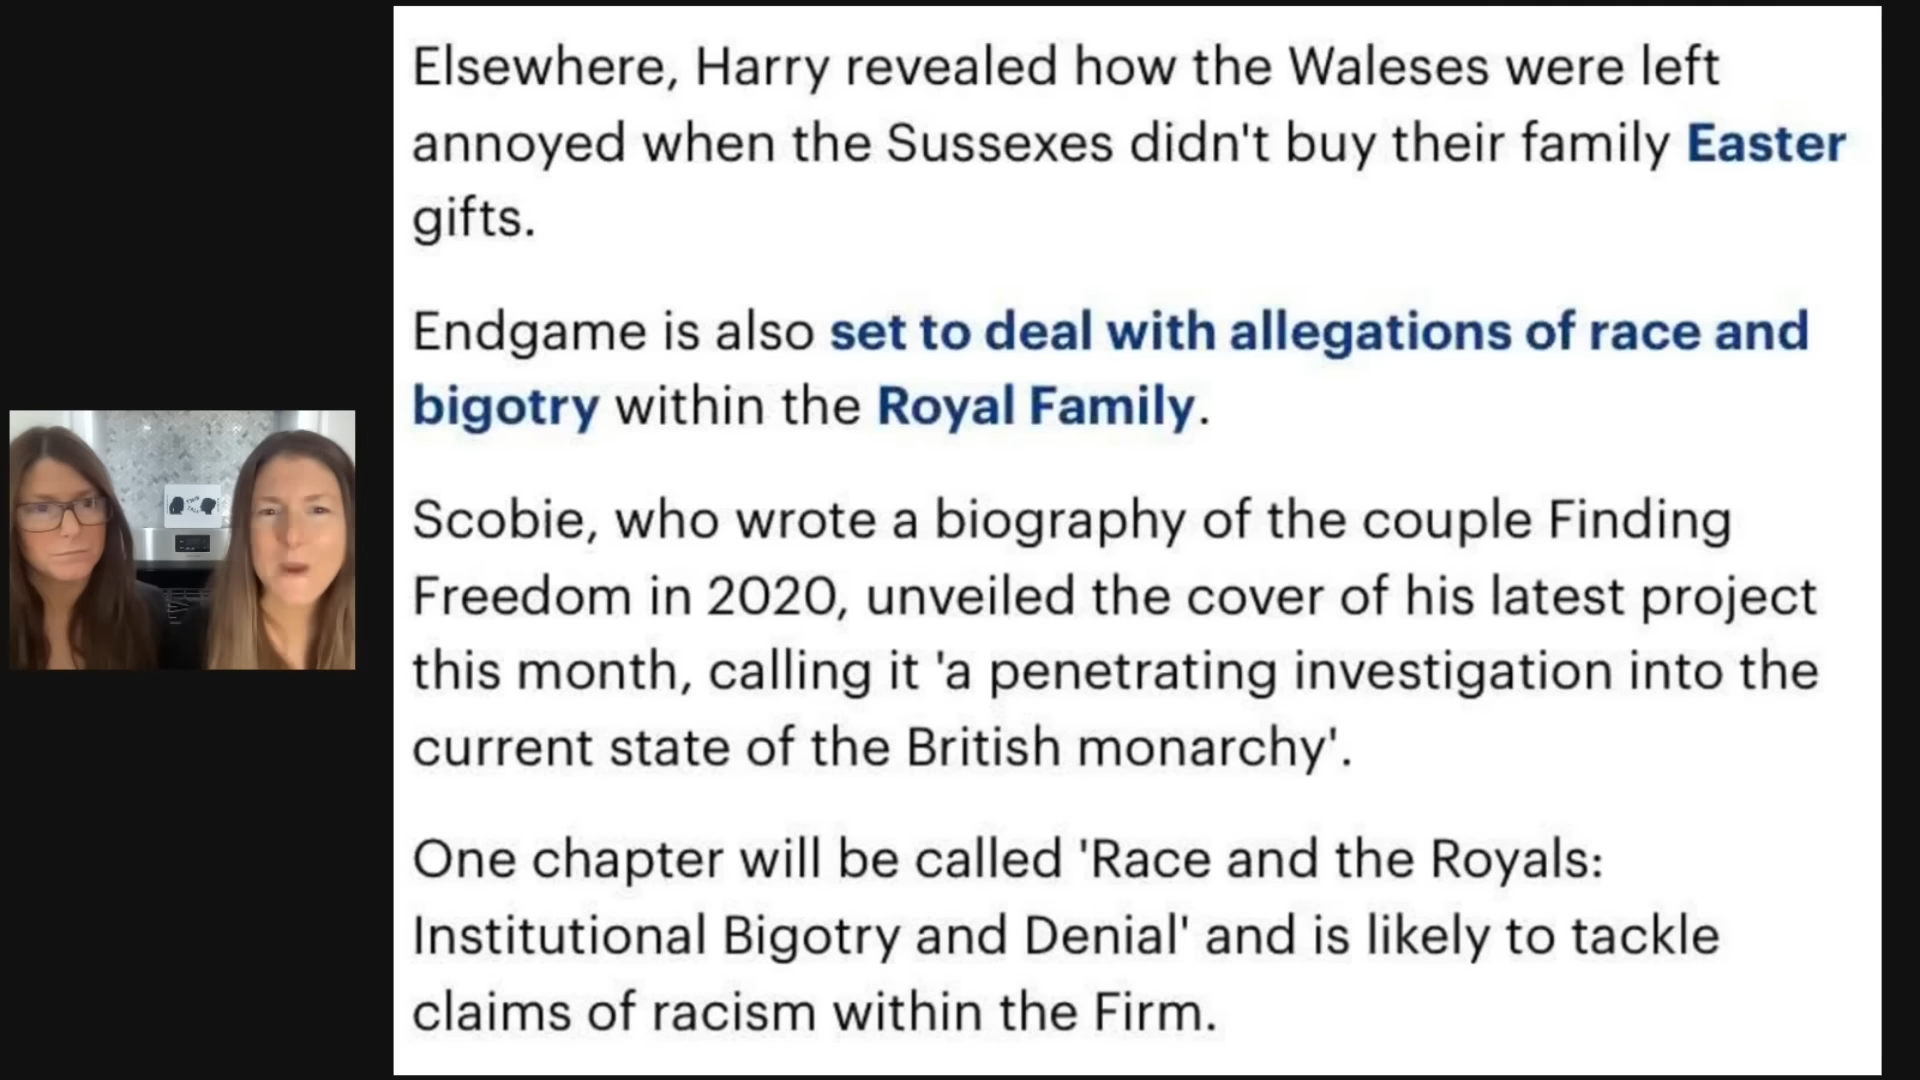 Elsewhere, Harry revealed how the Waleses were left
annoyed when the Sussexes didn't buy their family Easter
gifts.
Endgame is also set to deal with allegations of race and
bigotry within the Royal Family.
Scobie, who wrote a biography of the couple Finding
Freedom in 2020, unveiled the cover of his latest project
this month, calling it 'a penetrating investigation into the
current state of the British monarchy'.
One chapter will be called 'Race and the Royals:
Institutional Bigotry and Denial' and is likely to tackle
claims of racism within the Firm.